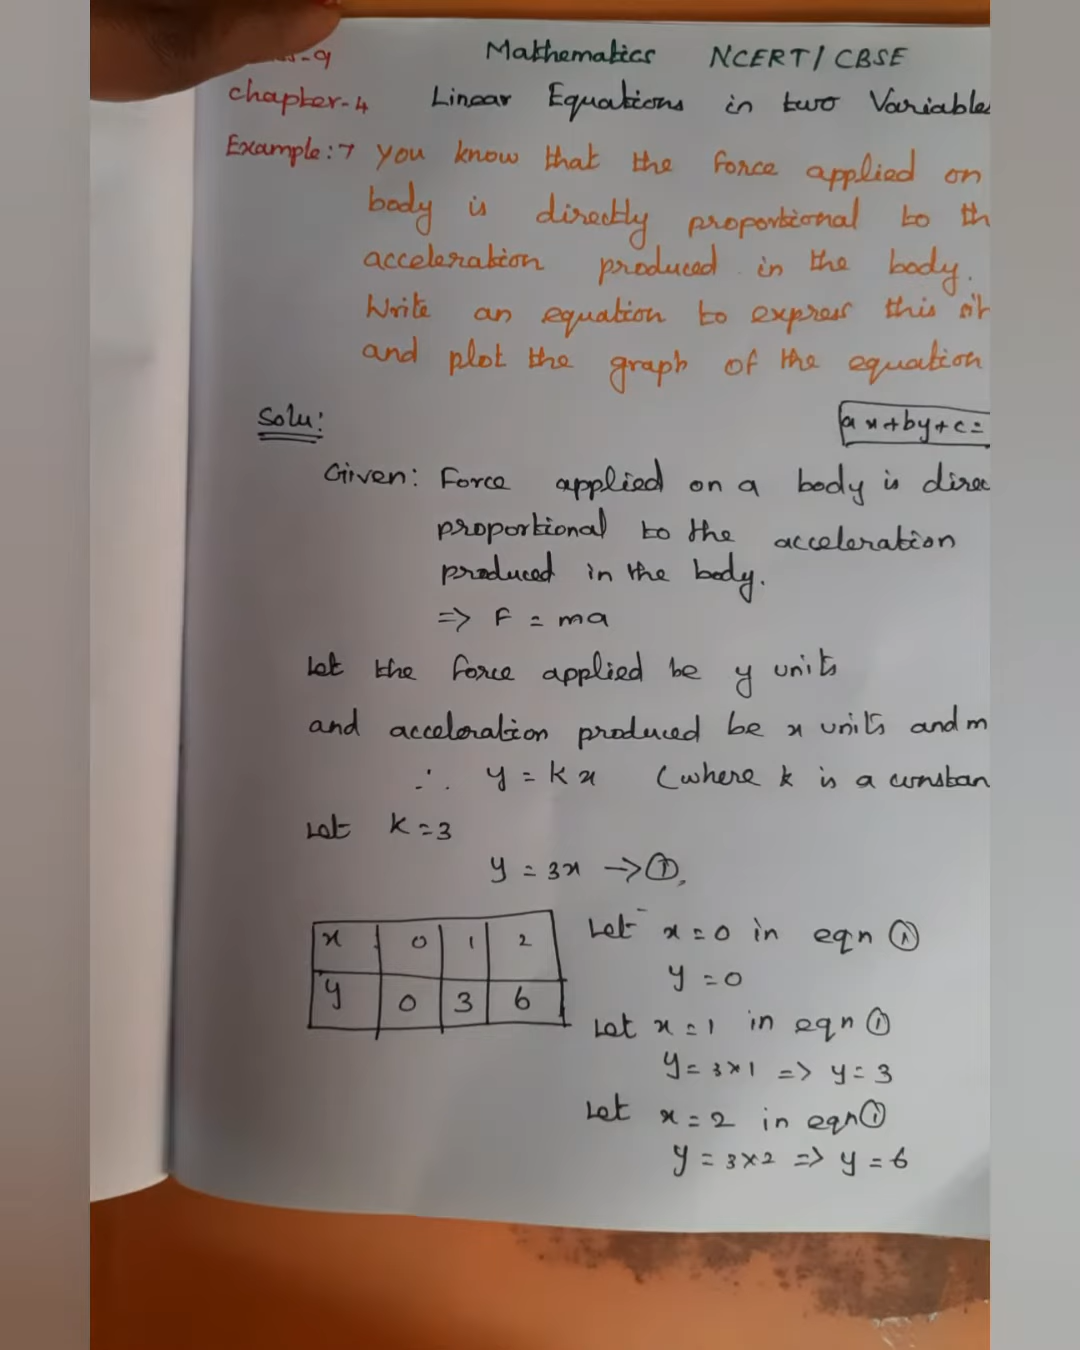 -9 Mathematics NCERT/ CBSE
Chapter-4 Linear Equations in two Variables
Example:7 you know that the force applied on
body is directly proportional to th
acceleration produced in the body.
Write an equation to express this
and plot the graph of the equation
Solu:
ax+by+c=
Given: Force applied on a body is direc
proportional to the acceleration
produced in the body.
=> F = ma
Let the force applied be y units
and acceleration produced be x units and m
∴ y = kx (where k is a constan
Let k=3
y = 3x → ①
x 0 1 2
y 0 3 6
Let x=0 in eqn ①
y=0
Let x=1 in eqn ①
y=3×1 => y=3
Let x=2 in eqn ①
y=3×2 => y=6